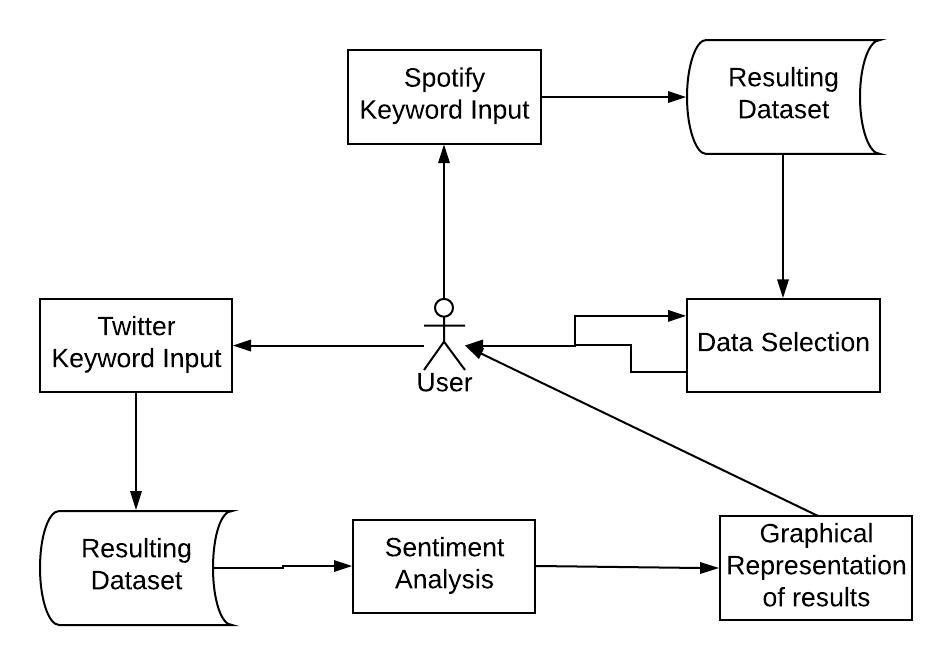 Spotify
Keyword Input
Resulting
Dataset
Twitter
Keyword Input
User
Data Selection
Resulting
Dataset
Sentiment
Analysis
Graphical
Representation
of results